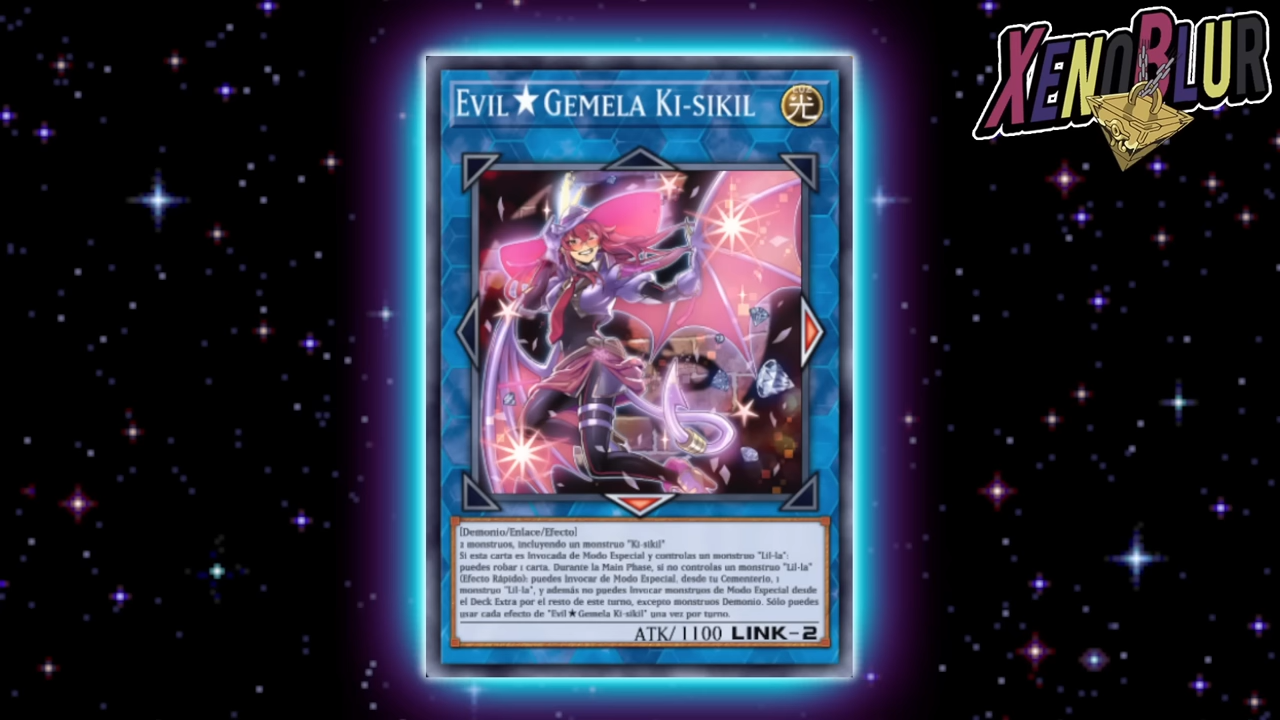 XENOBLUR
EVIL★GEMELA KI-SIKIL
LUZ
光
[Demonio/Enlace/Efecto]
2 monstruos, incluyendo un monstruo "Ki-sikil"
Si esta carta es Invocada de Modo Especial y controlas un monstruo "Lil-la":
puedes robar 1 carta. Durante la Main Phase, si no controlas un monstruo "Lil-la"
(Efecto Rápido): puedes Invocar de Modo Especial, desde tu Cementerio, 1
monstruo "Lil-la", y además no puedes Invocar monstruos de Modo Especial desde
el Deck Extra por el resto de este turno, excepto monstruos Demonio. Sólo puedes
usar cada efecto de "Evil★Gemela Ki-sikil" una vez por turno.
ATK/1100 LINK-2